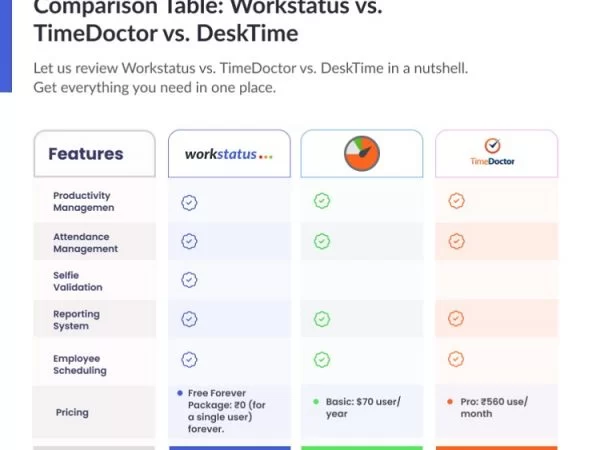 Comparison Table: Workstatus vs.
TimeDoctor vs. DeskTime
Let us review Workstatus vs. TimeDoctor vs. DeskTime in a nutshell.
Get everything you need in one place.
Features
workstatus
TimeDoctor
Productivity
Managemen
Attendance
Management
Selfie
Validation
Reporting
System
Employee
Scheduling
Pricing
Free Forever
Package: ₹0 (for
a single user)
forever.
Basic: $70 user/
year
Pro: ₹560 use/
month